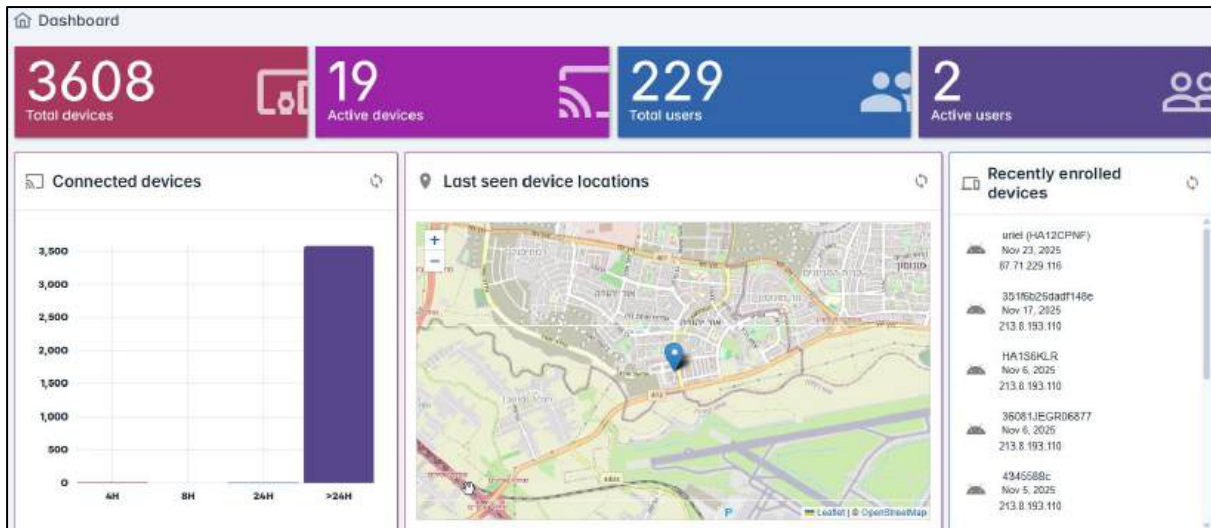 Dashboard
3608
Total devices
19
Active devices
229
Total users
2
Active users
Connected devices
3,500
3,000
2,500
2,000
1,500
1,000
500
0
4H
8H
24H
>24H
Last seen device locations
+
−
אור יהודה
412
P
Leaflet | © OpenStreetMap
Recently enrolled
devices
uriel (HA12CPNF)
Nov 23, 2025
87.71.229.116
351f6b26dadf148e
Nov 17, 2025
213.8.193.110
HA1S6KLR
Nov 6, 2025
213.8.193.110
36081JEGR06877
Nov 6, 2025
213.8.193.110
Nov 5, 2025
213.8.193.110